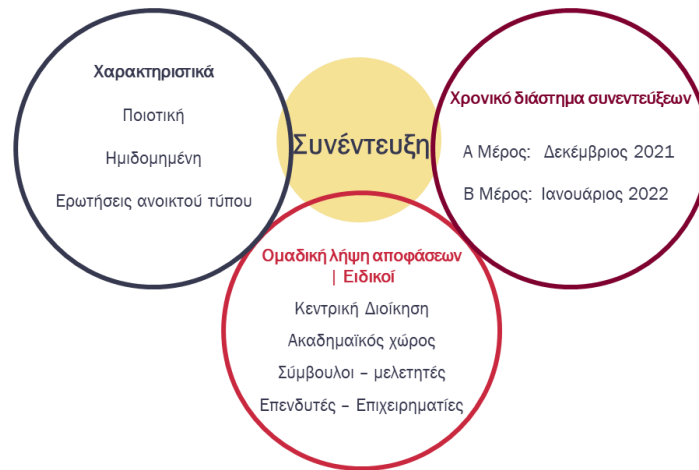 Χαρακτηριστικά
Ποιοτική
Ημιδομημένη
Ερωτήσεις ανοικτού τύπου
Συνέντευξη
Χρονικό διάστημα συνεντεύξεων
Α Μέρος: Δεκέμβριος 2021
Β Μέρος: Ιανουάριος 2022
Ομαδική λήψη αποφάσεων
| Ειδικοί
Κεντρική Διοίκηση
Ακαδημαϊκός χώρος
Σύμβουλοι – μελετητές
Επενδυτές – Επιχειρηματίες